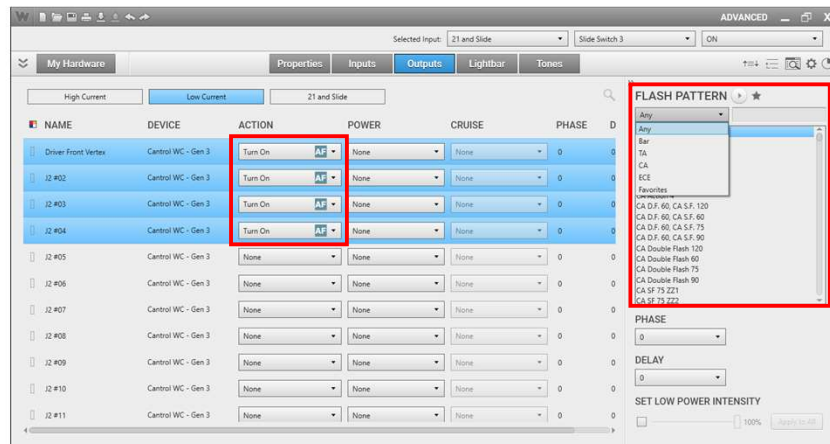 W ADVANCED X
Selected Input: 21 and Slide Slide Switch 3 ON
My Hardware Properties Inputs Outputs Lightbar Tones
High Current Low Current 21 and Slide
NAME DEVICE ACTION POWER CRUISE PHASE D
Driver Front Vertex Cantrol WC - Gen 3 Turn On AF None None 0 0
J2 #02 Cantrol WC - Gen 3 Turn On AF None None 0 0
J2 #03 Cantrol WC - Gen 3 Turn On AF None None 0 0
J2 #04 Cantrol WC - Gen 3 Turn On AF None None 0 0
J2 #05 Cantrol WC - Gen 3 None None None 0 0
J2 #06 Cantrol WC - Gen 3 None None None 0 0
J2 #07 Cantrol WC - Gen 3 None None None 0 0
J2 #08 Cantrol WC - Gen 3 None None None 0 0
J2 #09 Cantrol WC - Gen 3 None None None 0 0
J2 #10 Cantrol WC - Gen 3 None None None 0 0
J2 #11 Cantrol WC - Gen 3 None None None 0 0
FLASH PATTERN
Any
Any
Bar
TA
CA
ECE
Favorites
CA D.F. 60, CA S.F. 120
CA D.F. 60, CA S.F. 60
CA D.F. 60, CA S.F. 75
CA D.F. 60, CA S.F. 90
CA Double Flash 120
CA Double Flash 60
CA Double Flash 75
CA Double Flash 90
CA SF 75 ZZ1
CA SF 75 ZZ2
PHASE
0
DELAY
0
SET LOW POWER INTENSITY
100% Apply to All